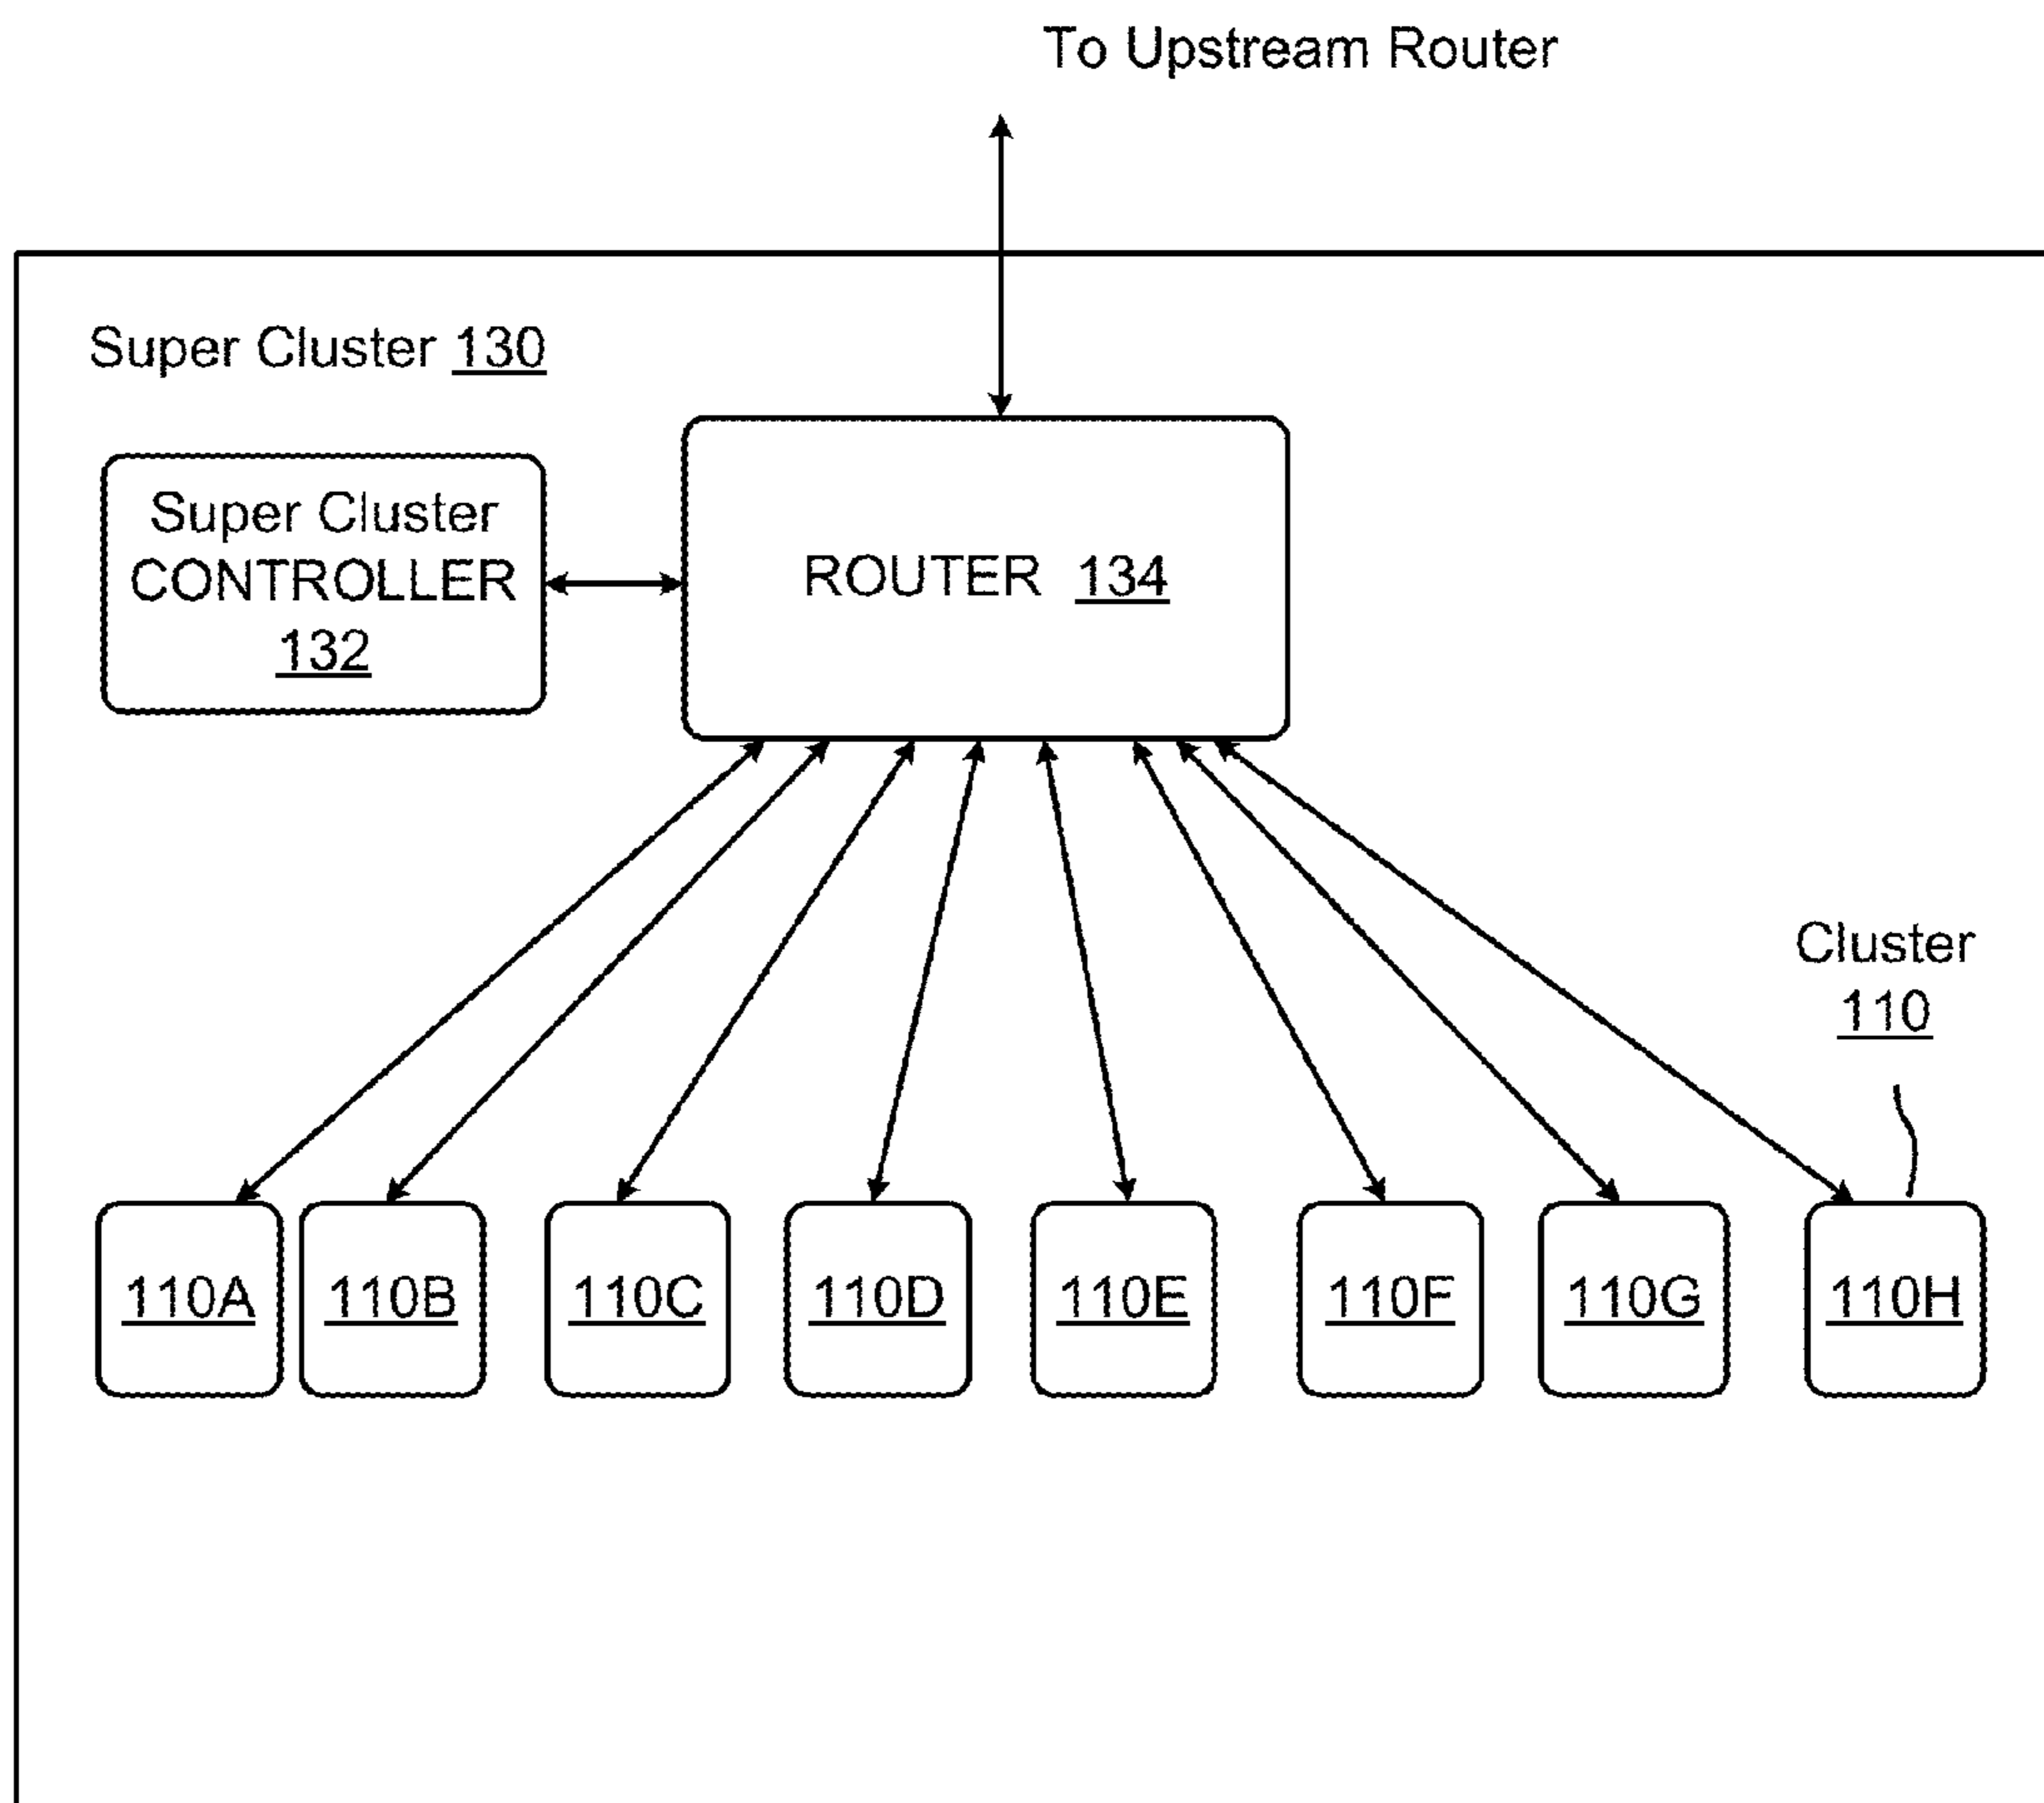 To Upstream Router
Super Cluster 130
Super Cluster
CONTROLLER
132
ROUTER 134
Cluster
110
110A 110B 110C 110D 110E 110F 110G 110H